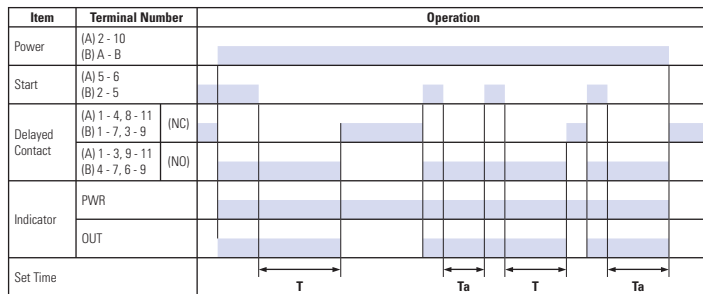 Item Terminal Number Operation
Power (A) 2 - 10
(B) A - B
Start (A) 5 - 6
(B) 2 - 5
Delayed Contact (A) 1 - 4, 8 - 11
(B) 1 - 7, 3 - 9 (NC)
(A) 1 - 3, 9 - 11
(B) 4 - 7, 6 - 9 (NO)
Indicator PWR
OUT
Set Time T Ta T Ta